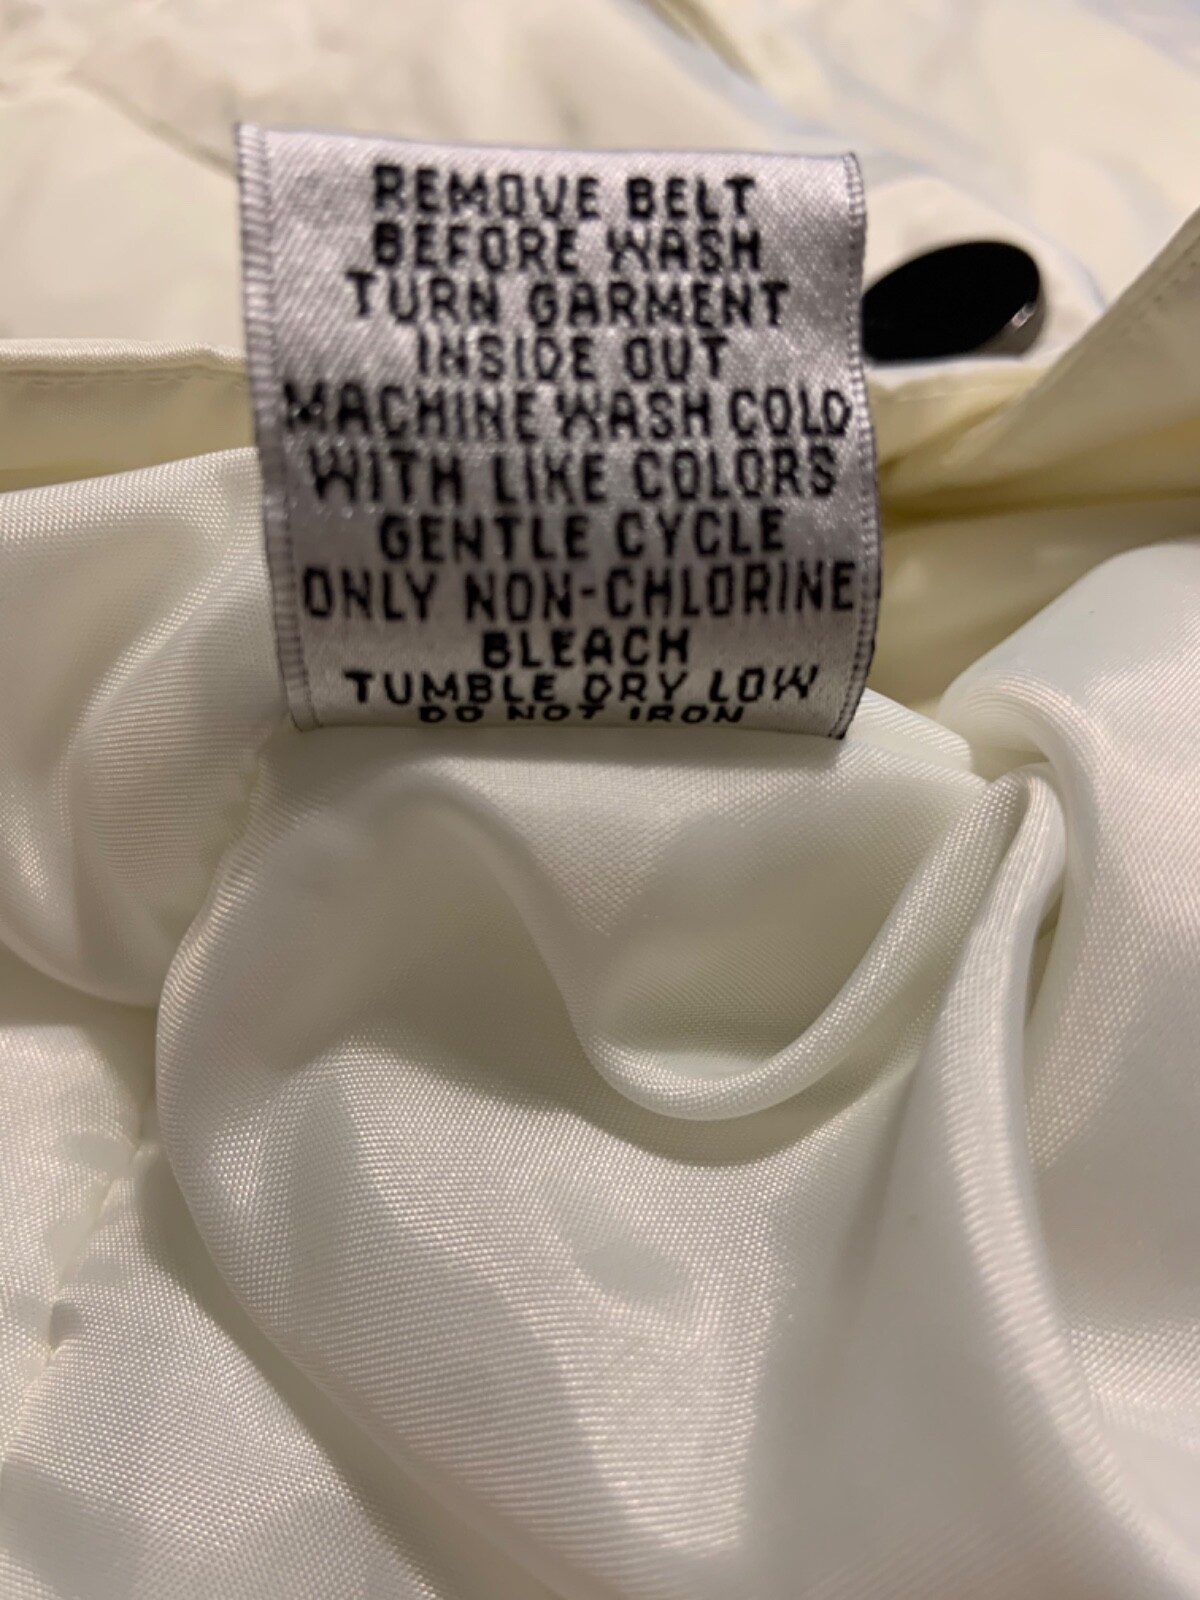 REMOVE BELT
BEFORE WASH
TURN GARMENT
INSIDE OUT
MACHINE WASH COLD
WITH LIKE COLORS
GENTLE CYCLE
ONLY NON-CHLORINE
BLEACH
TUMBLE DRY LOW
DO NOT IRON